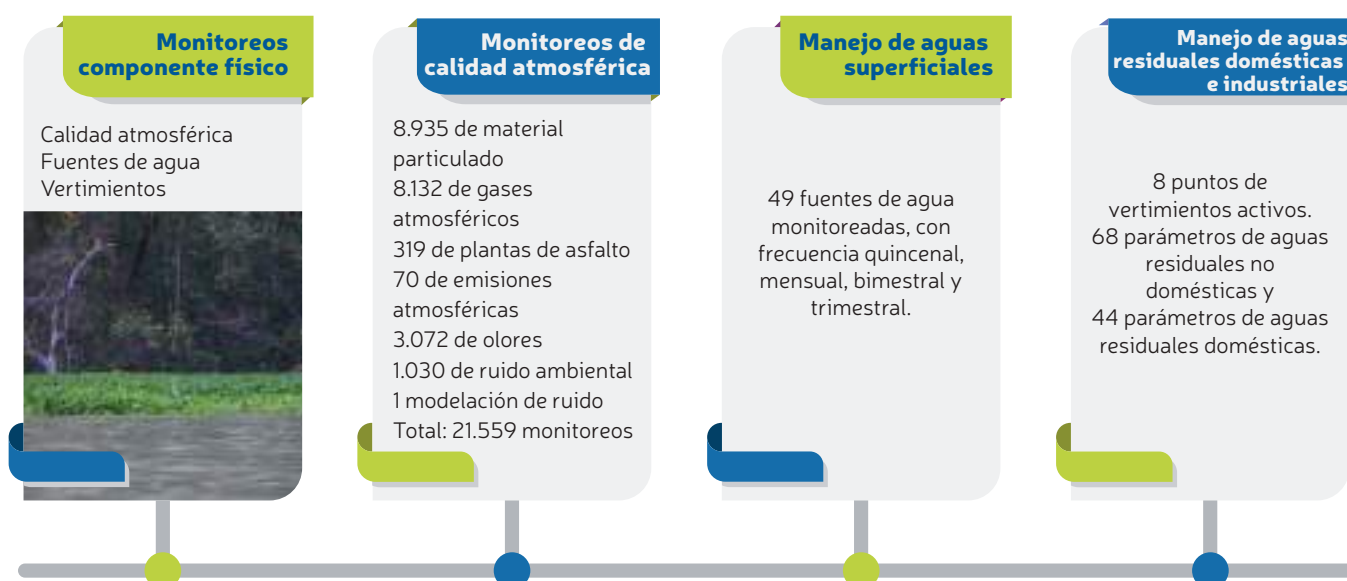 Monitoreos
componente físico
Calidad atmosférica
Fuentes de agua
Vertimientos
Monitoreos de
calidad atmosférica
8.935 de material
particulado
8.132 de gases
atmosféricos
319 de plantas de asfalto
70 de emisiones
atmosféricas
3.072 de olores
1.030 de ruido ambiental
1 modelación de ruido
Total: 21.559 monitoreos
Manejo de aguas
superficiales
49 fuentes de agua
monitoreadas, con
frecuencia quincenal,
mensual, bimestral y
trimestral.
Manejo de aguas
residuales domésticas
e industriales
8 puntos de
vertimientos activos.
68 parámetros de aguas
residuales no
domésticas y
44 parámetros de aguas
residuales domésticas.